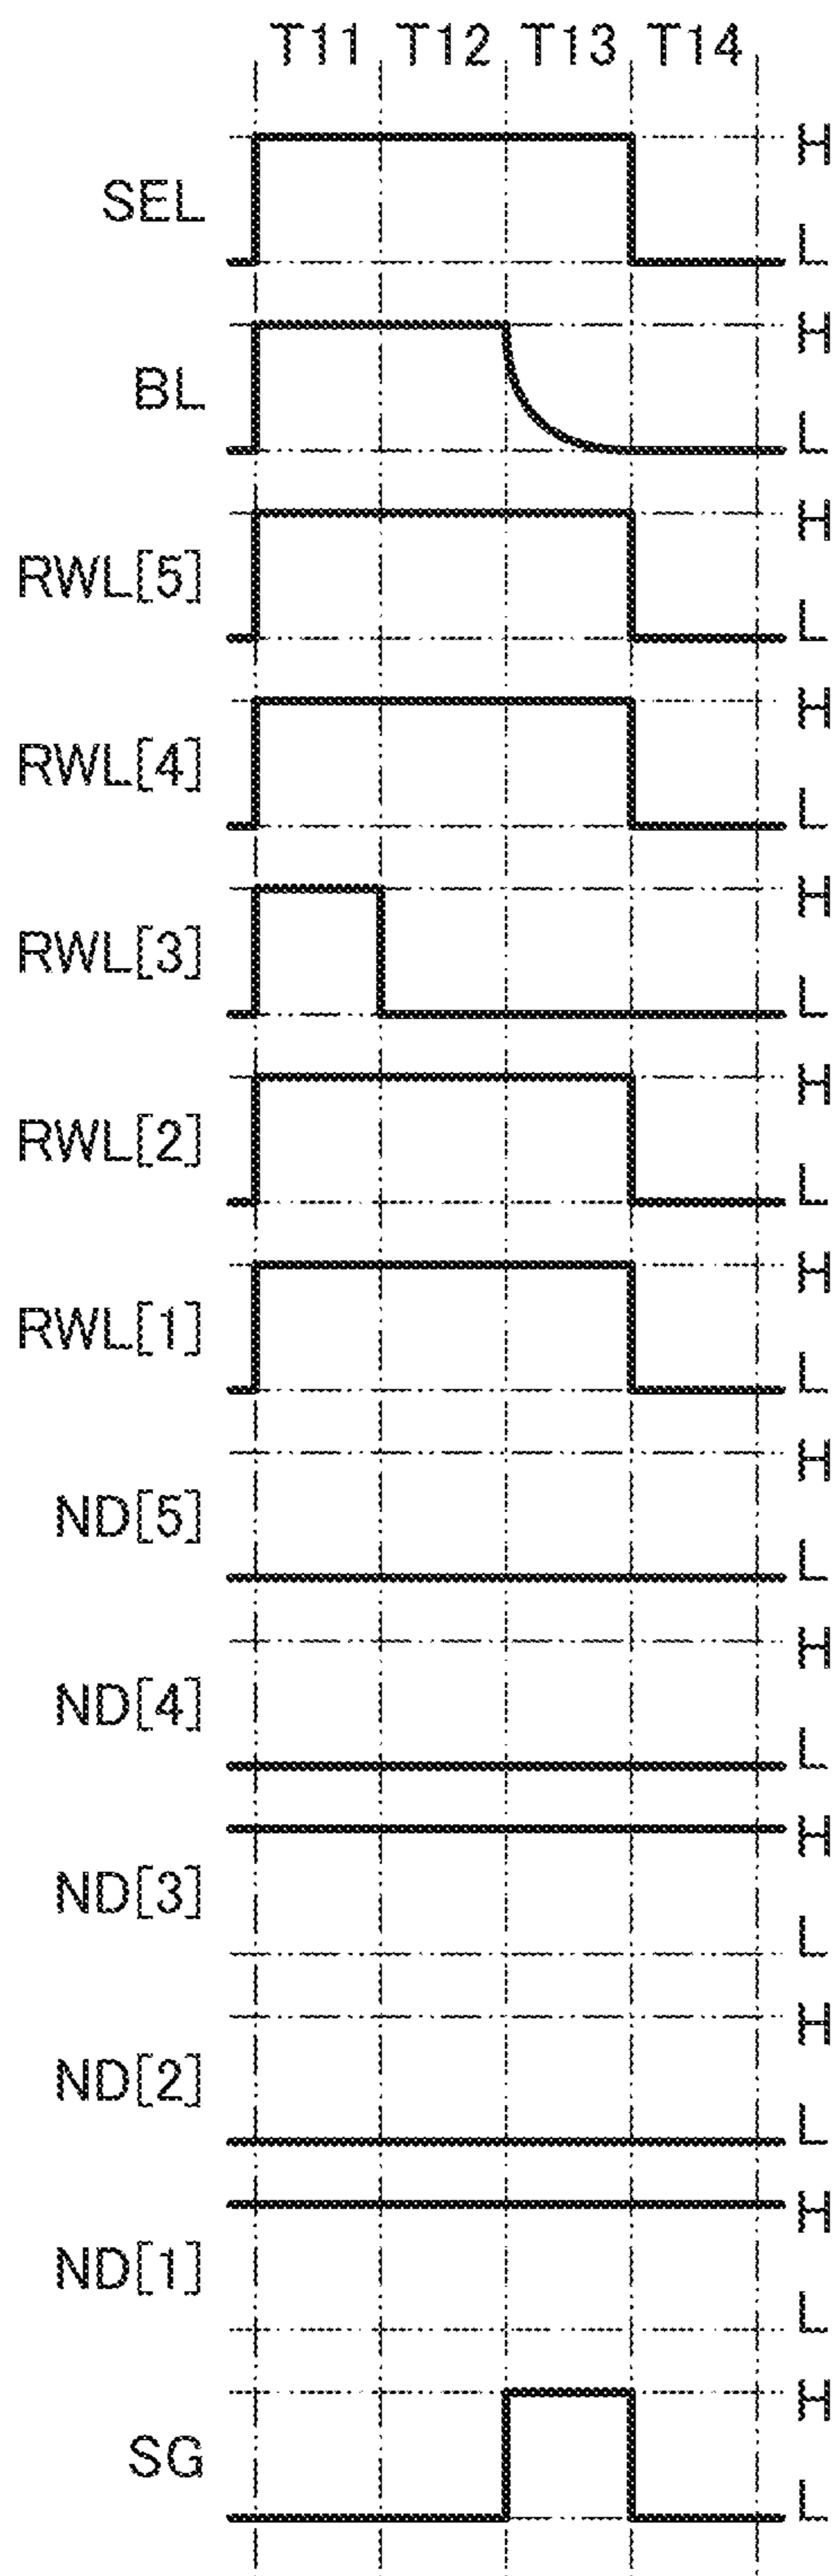 T11 T12 T13 T14
SEL H L
BL H L
RWL[5] H L
RWL[4] H L
RWL[3] H L
RWL[2] H L
RWL[1] H L
ND[5] H L
ND[4] H L
ND[3] H L
ND[2] H L
ND[1] H L
SG H L